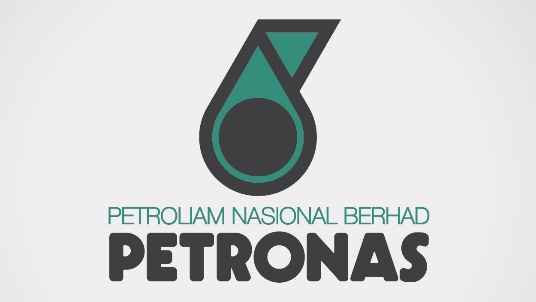 PETROLIAM NASIONAL BERHAD
PETRONAS